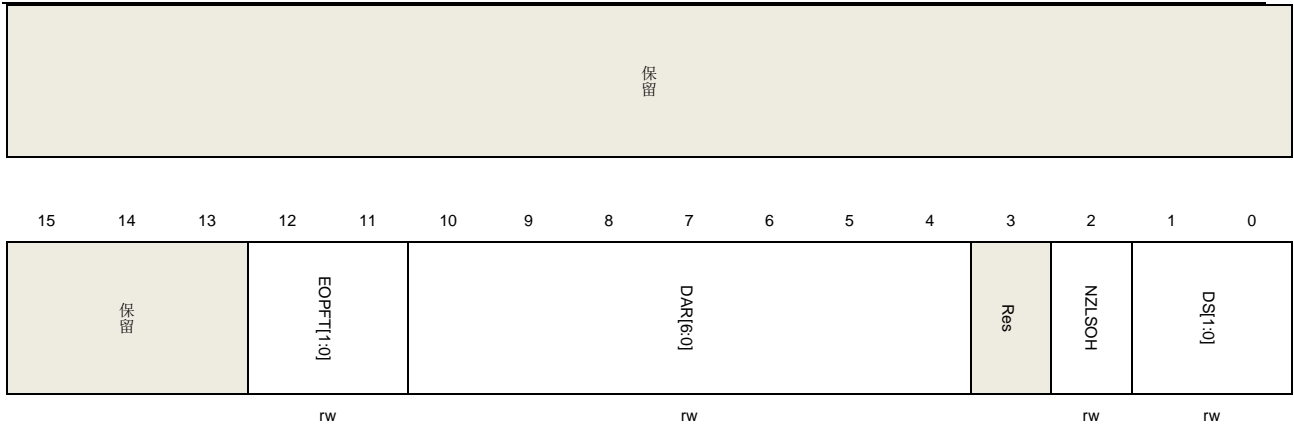 保留
15 14 13 12 11 10 9 8 7 6 5 4 3 2 1 0
保留 EOPFT[1:0] DAR[6:0] Res NZLSOH DS[1:0]
rw rw rw rw